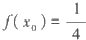 f(x₀) = 1/4